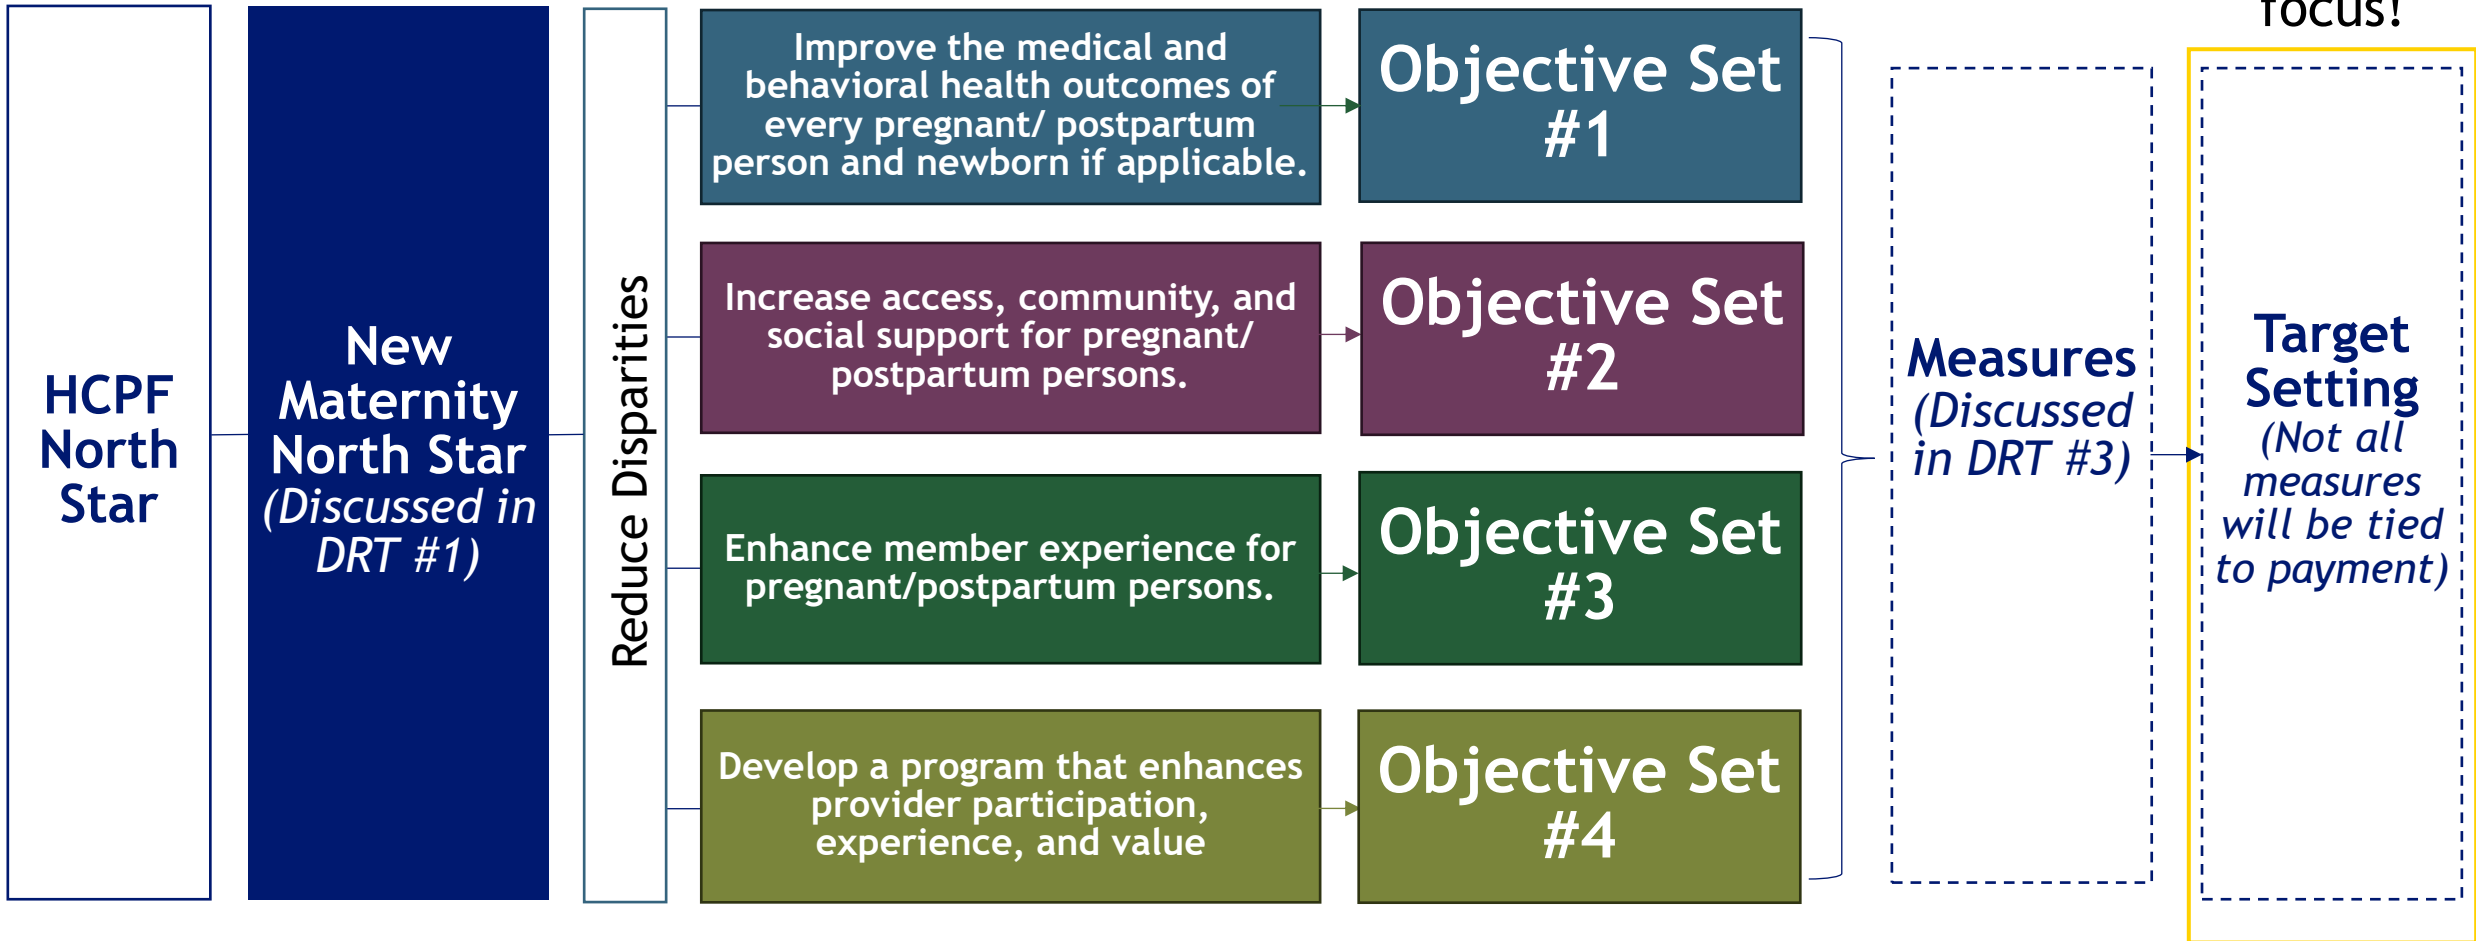 focus!
HCPF
North
Star
New
Maternity
North Star
(Discussed in
DRT #1)
Reduce Disparities
Improve the medical and
behavioral health outcomes of
every pregnant/ postpartum
person and newborn if applicable.
Objective Set
#1
Increase access, community, and
social support for pregnant/
postpartum persons.
Objective Set
#2
Enhance member experience for
pregnant/postpartum persons.
Objective Set
#3
Develop a program that enhances
provider participation,
experience, and value
Objective Set
#4
Measures
(Discussed
in DRT #3)
Target
Setting
(Not all
measures
will be tied
to payment)